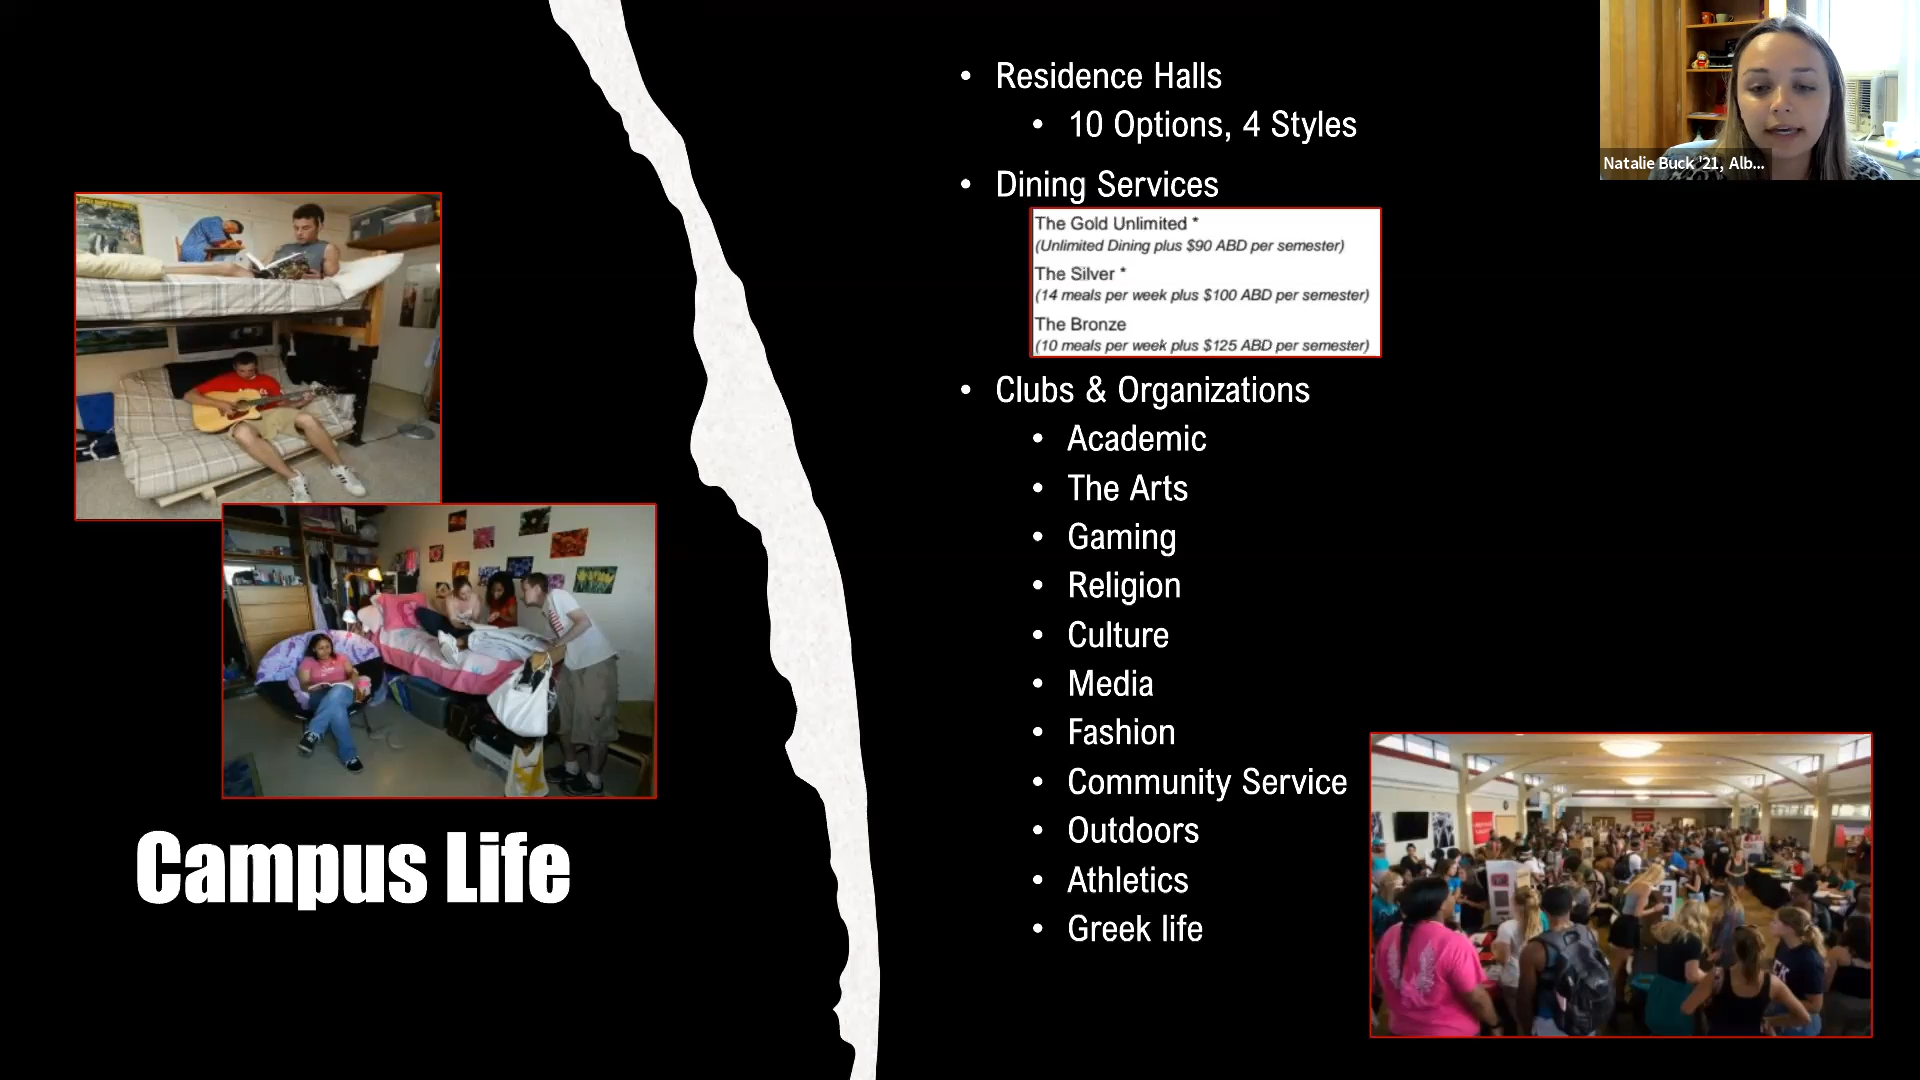 Residence Halls
10 Options, 4 Styles
Dining Services
The Gold Unlimited *
(Unlimited Dining plus $90 ABD per semester)
The Silver *
(14 meals per week plus $100 ABD per semester)
The Bronze
(10 meals per week plus $125 ABD per semester)
Clubs & Organizations
Academic
The Arts
Gaming
Religion
Culture
Media
Fashion
Community Service
Outdoors
Athletics
Greek life
Campus Life
Natalie Buck '21, Alb...